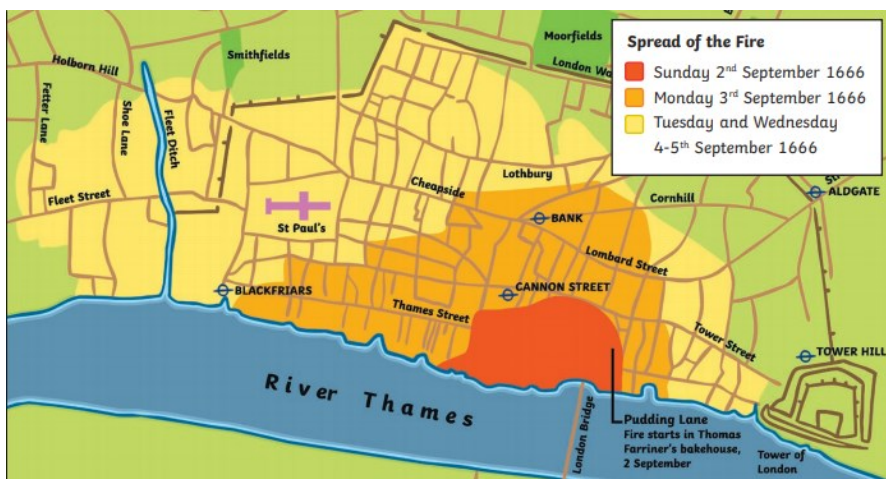 Spread of the Fire
Sunday 2nd September 1666
Monday 3rd September 1666
Tuesday and Wednesday
4-5th September 1666
Moorfields
Smithfields
Holborn Hill
London Wa
Fetter Lane
Shoe Lane
Fleet Ditch
Fleet Street
St Paul's
Cheapside
Lothbury
Cornhill
ALDGATE
BANK
Lombard Street
BLACKFRIARS
CANNON STREET
Thames Street
Tower Street
TOWER HILL
River Thames
London Bridge
Pudding Lane
Fire starts in Thomas
Farriner's bakehouse,
2 September
Tower of
London